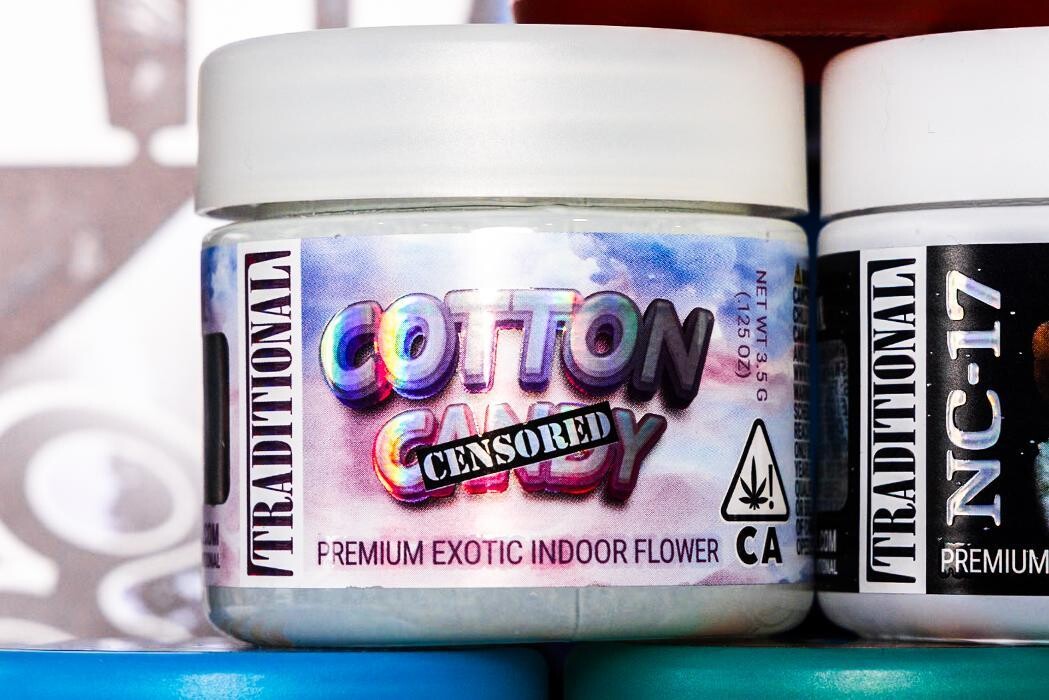 TRADITIONAL
COTTON
CANDY
CENSORED
PREMIUM EXOTIC INDOOR FLOWER
NET WT 3.5 G
(.125 OZ)
CA
TRADITIONAL
NC-17
PREMIUM